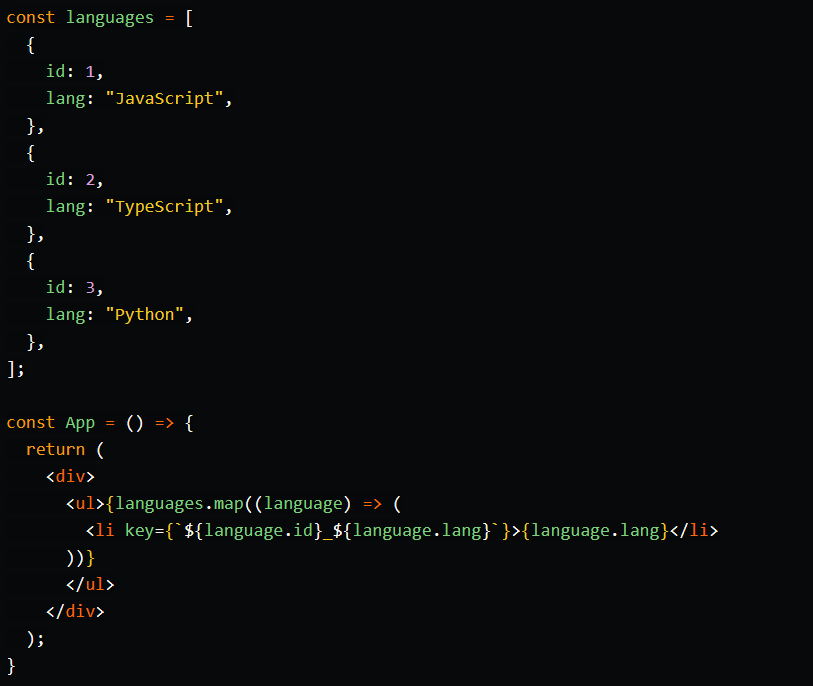 const languages = [
  {
    id: 1,
    lang: "JavaScript",
  },
  {
    id: 2,
    lang: "TypeScript",
  },
  {
    id: 3,
    lang: "Python",
  },
];

const App = () => {
  return (
    <div>
      <ul>{languages.map((language) => (
        <li key={`${language.id}_${language.lang}`}>{language.lang}</li>
      ))}
      </ul>
    </div>
  );
}